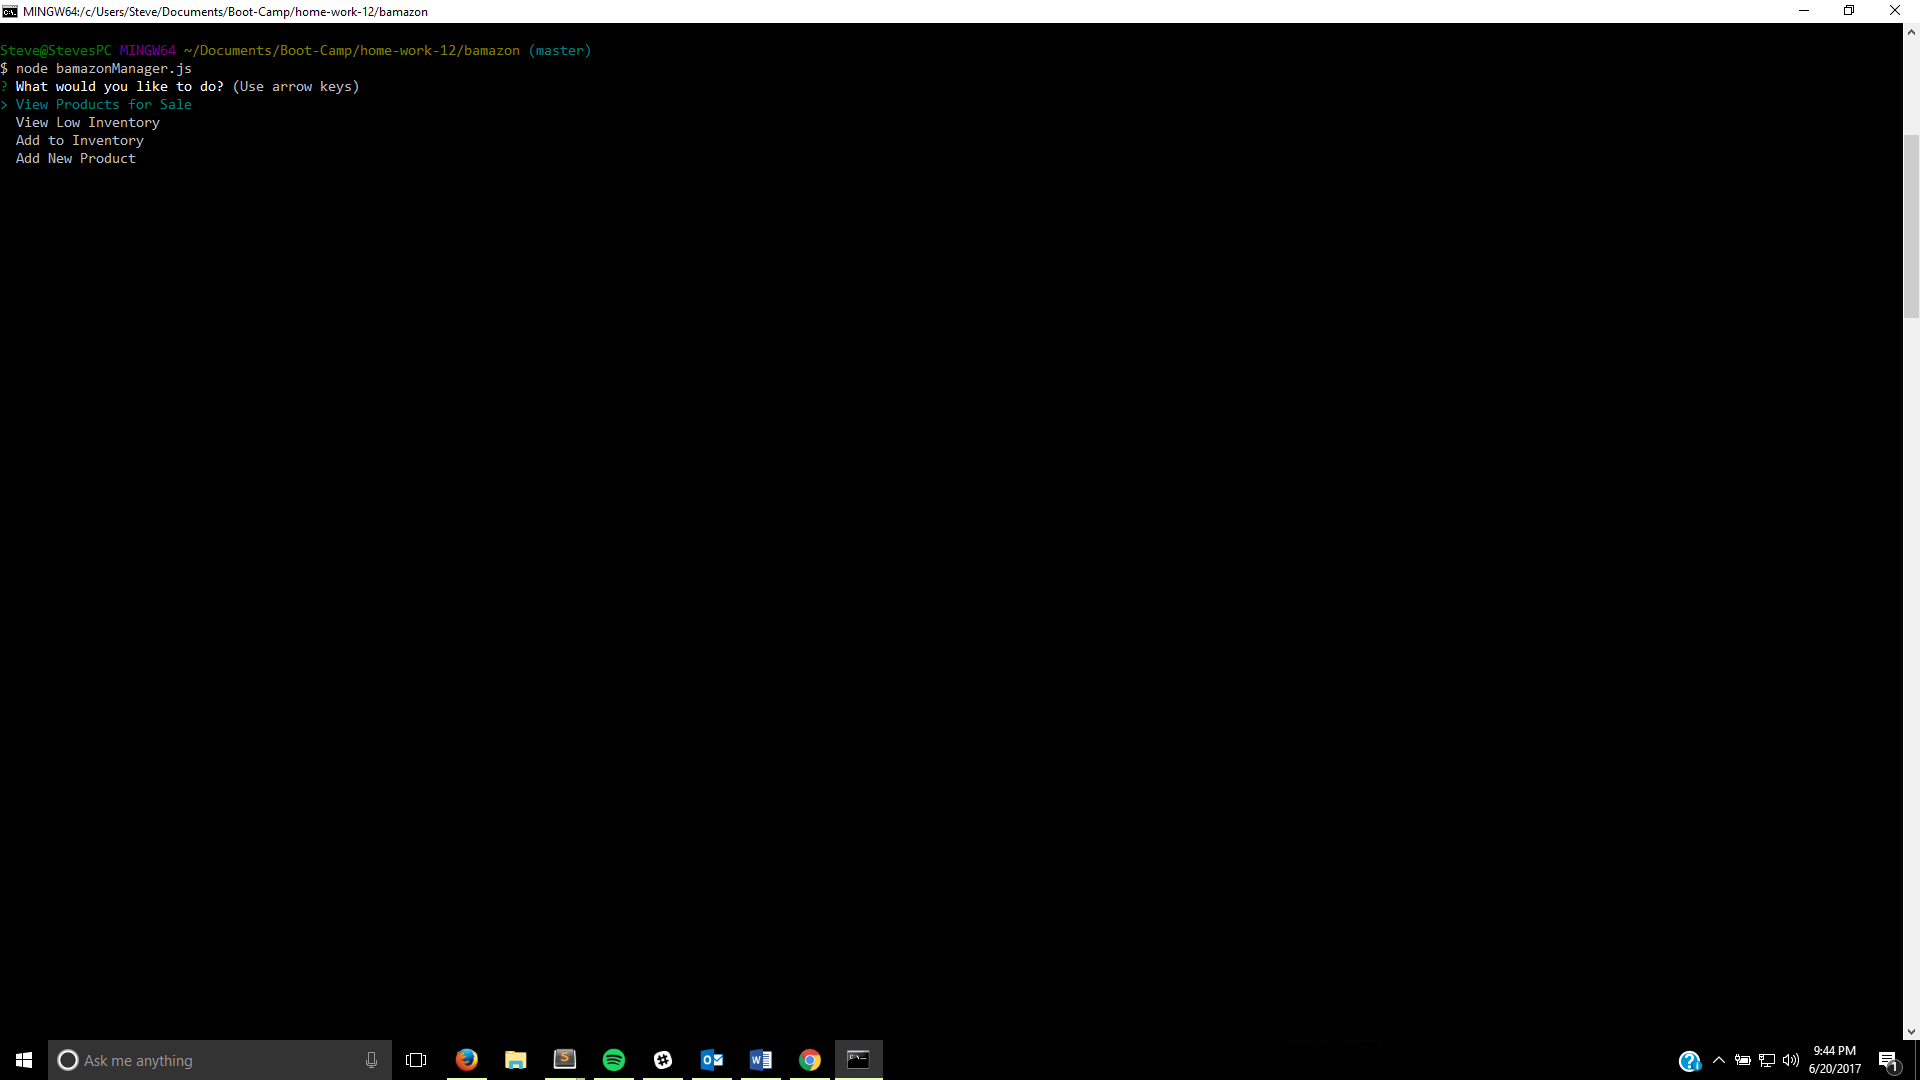 MINGW64:/c/Users/Steve/Documents/Boot-Camp/home-work-12/bamazon
Steve@StevesPC MINGW64 ~/Documents/Boot-Camp/home-work-12/bamazon (master)
$ node bamazonManager.js
? What would you like to do? (Use arrow keys)
> View Products for Sale
  View Low Inventory
  Add to Inventory
  Add New Product
Ask me anything
9:44 PM
6/20/2017
1